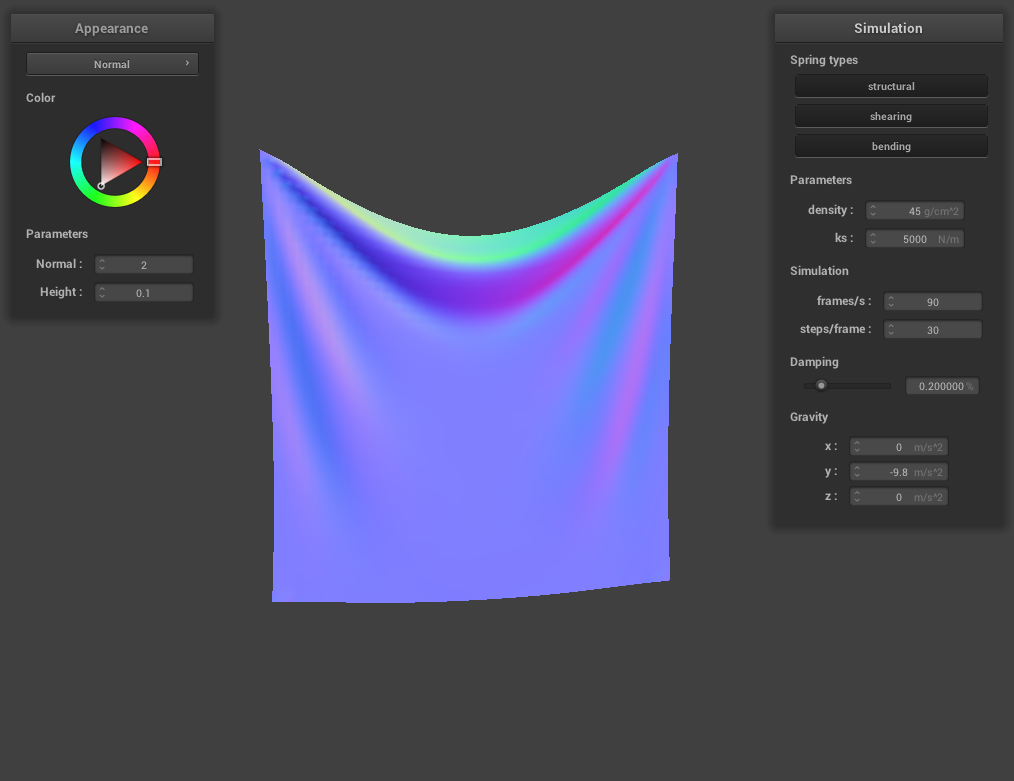 Appearance
Normal ›
Color
Parameters
Normal : 2
Height : 0.1
Simulation
Spring types
structural
shearing
bending
Parameters
density : 45 g/cm^2
ks : 5000 N/m
Simulation
frames/s : 90
steps/frame : 30
Damping
0.200000 %
Gravity
x : 0 m/s^2
y : -9.8 m/s^2
z : 0 m/s^2